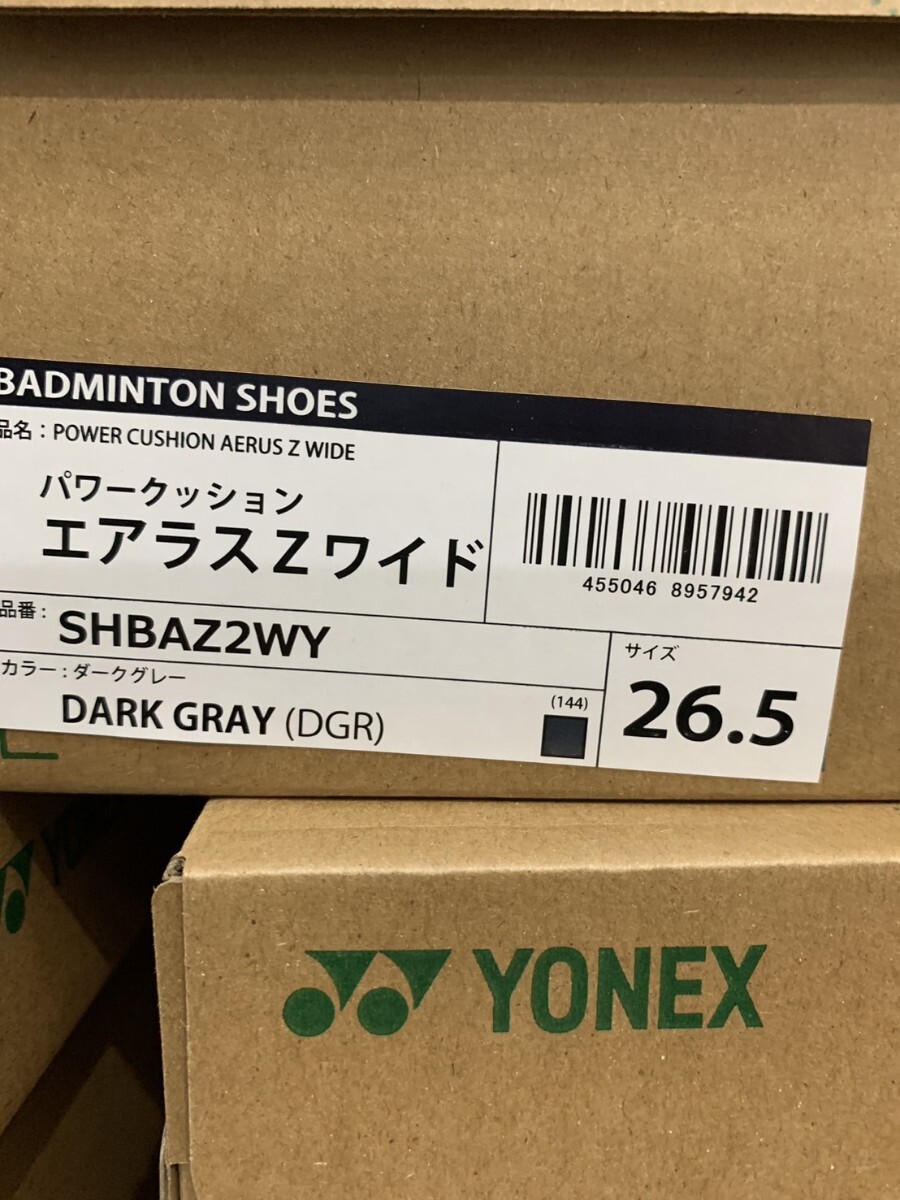 BADMINTON SHOES
品名：POWER CUSHION AERUS Z WIDE
パワークッション
エアラスZワイド
455046 8957942
品番：
SHBAZ2WY
カラー：ダークグレー
DARK GRAY (DGR)
(144)
サイズ
26.5
YONEX
YONEX